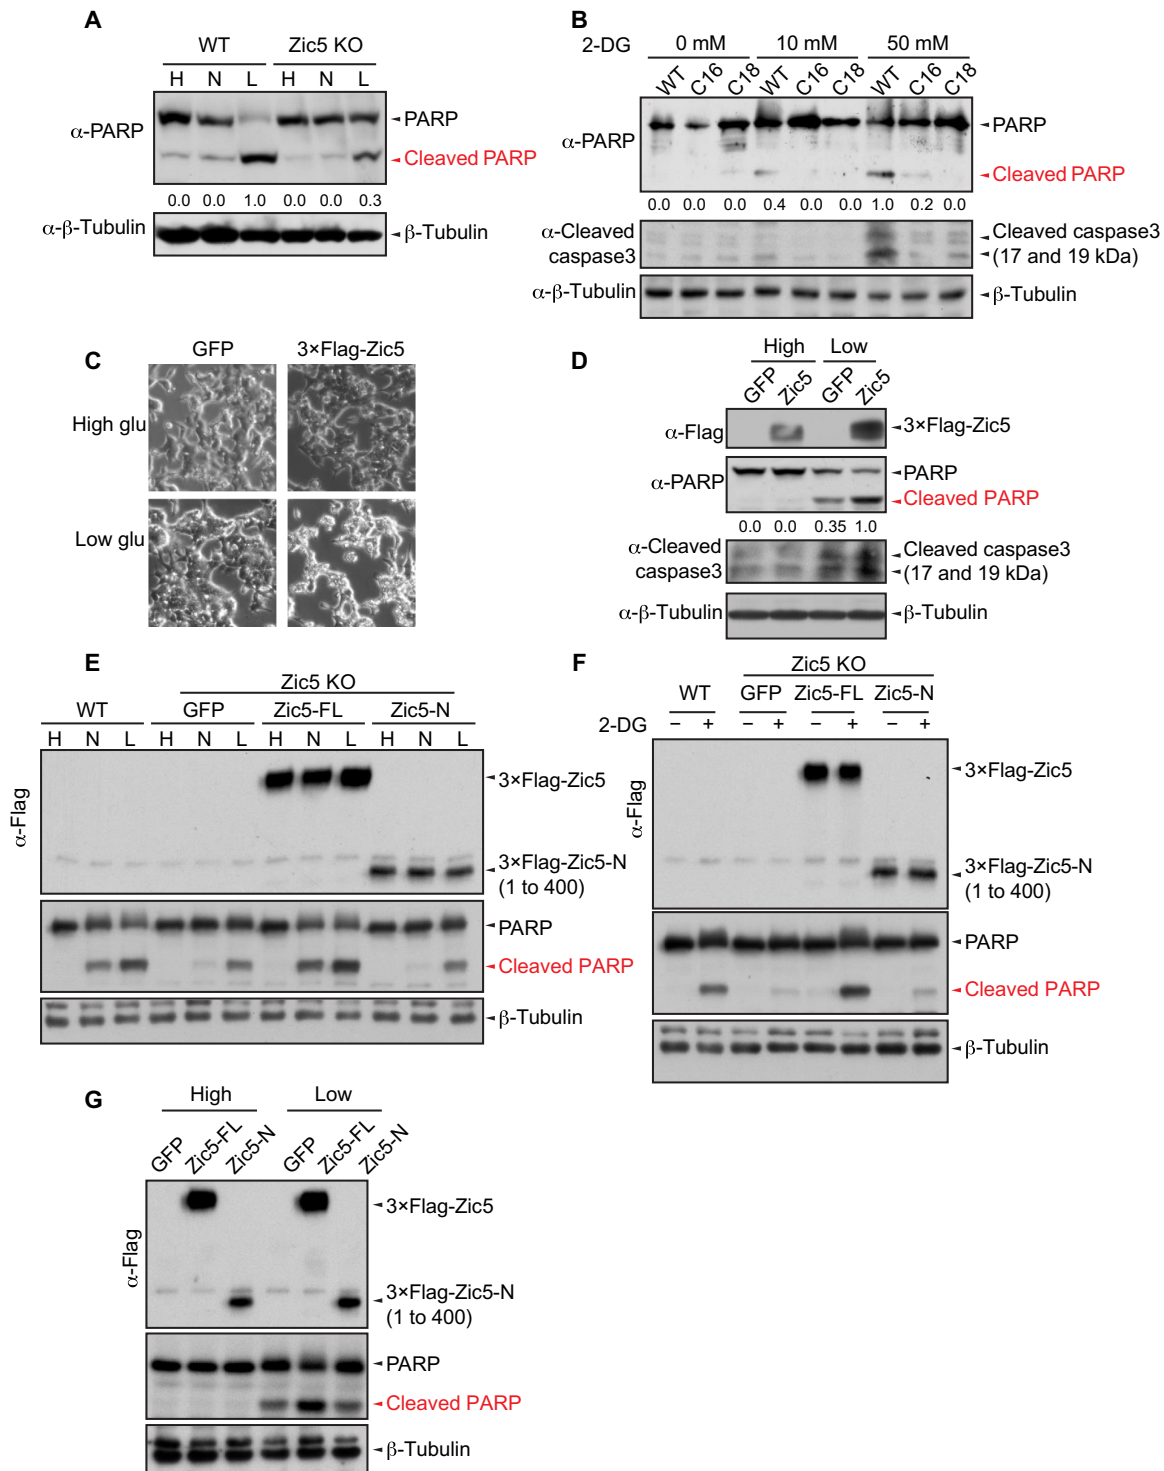 A
WT Zic5 KO
H N L H N L
α-PARP
PARP
Cleaved PARP
0.0 0.0 1.0 0.0 0.0 0.3
α-β-Tubulin
β-Tubulin
B
2-DG 0 mM 10 mM 50 mM
WT C16 C18 WT C16 C18 WT C16 C18
α-PARP
PARP
Cleaved PARP
0.0 0.0 0.0 0.4 0.0 0.0 1.0 0.2 0.0
α-Cleaved
caspase3
Cleaved caspase3
(17 and 19 kDa)
α-β-Tubulin
β-Tubulin
C
GFP 3×Flag-Zic5
High glu
Low glu
D
High Low
GFP Zic5 GFP Zic5
α-Flag
3×Flag-Zic5
α-PARP
PARP
Cleaved PARP
0.0 0.0 0.35 1.0
α-Cleaved
caspase3
Cleaved caspase3
(17 and 19 kDa)
α-β-Tubulin
β-Tubulin
E
Zic5 KO
WT GFP Zic5-FL Zic5-N
H N L H N L H N L H N L
α-Flag
3×Flag-Zic5
3×Flag-Zic5-N
(1 to 400)
PARP
Cleaved PARP
β-Tubulin
F
Zic5 KO
WT GFP Zic5-FL Zic5-N
2-DG − + − + − + − +
α-Flag
3×Flag-Zic5
3×Flag-Zic5-N
(1 to 400)
PARP
Cleaved PARP
β-Tubulin
G
High Low
GFP Zic5-FL Zic5-N GFP Zic5-FL Zic5-N
α-Flag
3×Flag-Zic5
3×Flag-Zic5-N
(1 to 400)
PARP
Cleaved PARP
β-Tubulin